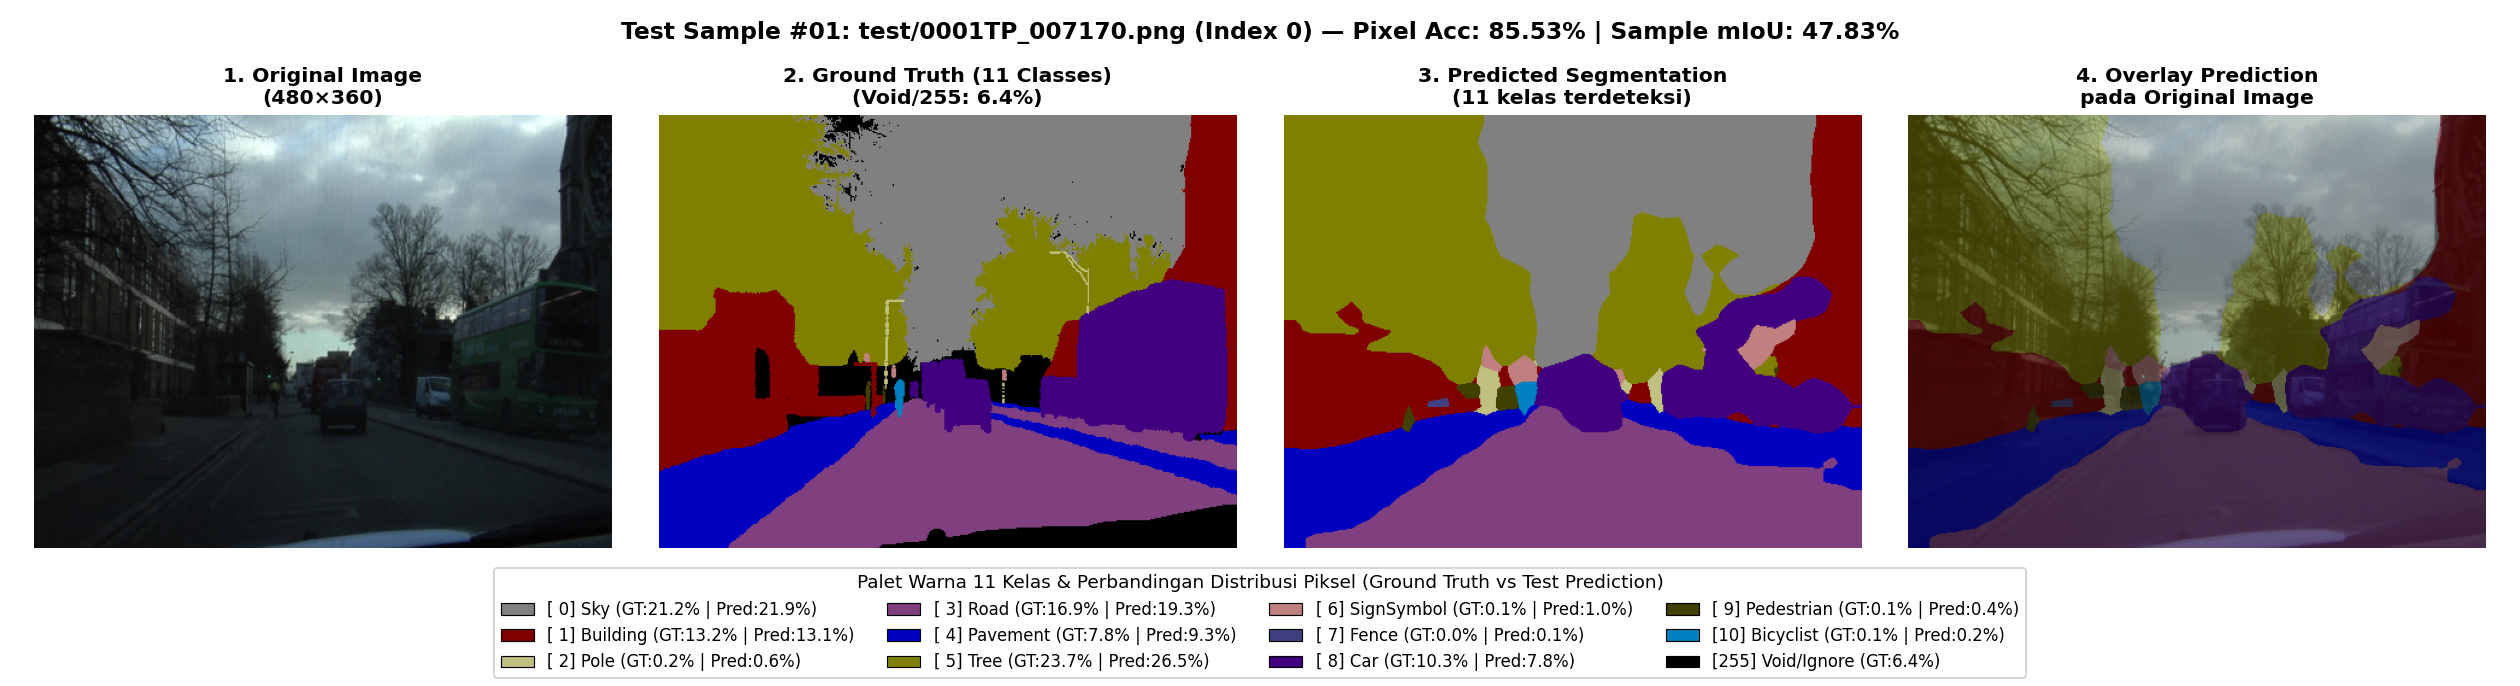 Test Sample #01: test/0001TP_007170.png (Index 0) — Pixel Acc: 85.53% | Sample mIoU: 47.83%
1. Original Image
(480×360)
2. Ground Truth (11 Classes)
(Void/255: 6.4%)
3. Predicted Segmentation
(11 kelas terdeteksi)
4. Overlay Prediction
pada Original Image
Palet Warna 11 Kelas & Perbandingan Distribusi Piksel (Ground Truth vs Test Prediction)
[ 0] Sky (GT:21.2% | Pred:21.9%)
[ 1] Building (GT:13.2% | Pred:13.1%)
[ 2] Pole (GT:0.2% | Pred:0.6%)
[ 3] Road (GT:16.9% | Pred:19.3%)
[ 4] Pavement (GT:7.8% | Pred:9.3%)
[ 5] Tree (GT:23.7% | Pred:26.5%)
[ 6] SignSymbol (GT:0.1% | Pred:1.0%)
[ 7] Fence (GT:0.0% | Pred:0.1%)
[ 8] Car (GT:10.3% | Pred:7.8%)
[ 9] Pedestrian (GT:0.1% | Pred:0.4%)
[10] Bicyclist (GT:0.1% | Pred:0.2%)
[255] Void/Ignore (GT:6.4%)